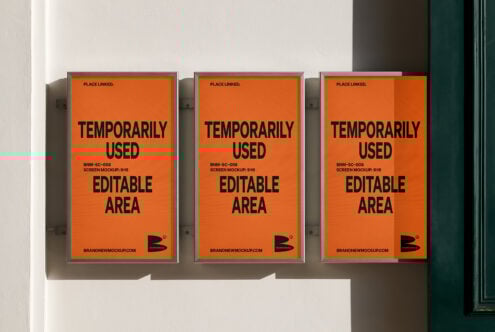 PLACE LINKED.
TEMPORARILY
USED
SCREEN MOCKUP/
EDITABLE
AREA
BRANDNEWMOCKUP.COM
PLACE LINKED.
TEMPORARILY
USED
SCREEN MOCKUP/
EDITABLE
AREA
BRANDNEWMOCKUP.COM
PLACE LINKED.
TEMPORARILY
USED
SCREEN MOCKUP/
EDITABLE
AREA
BRANDNEWMOCKUP.COM